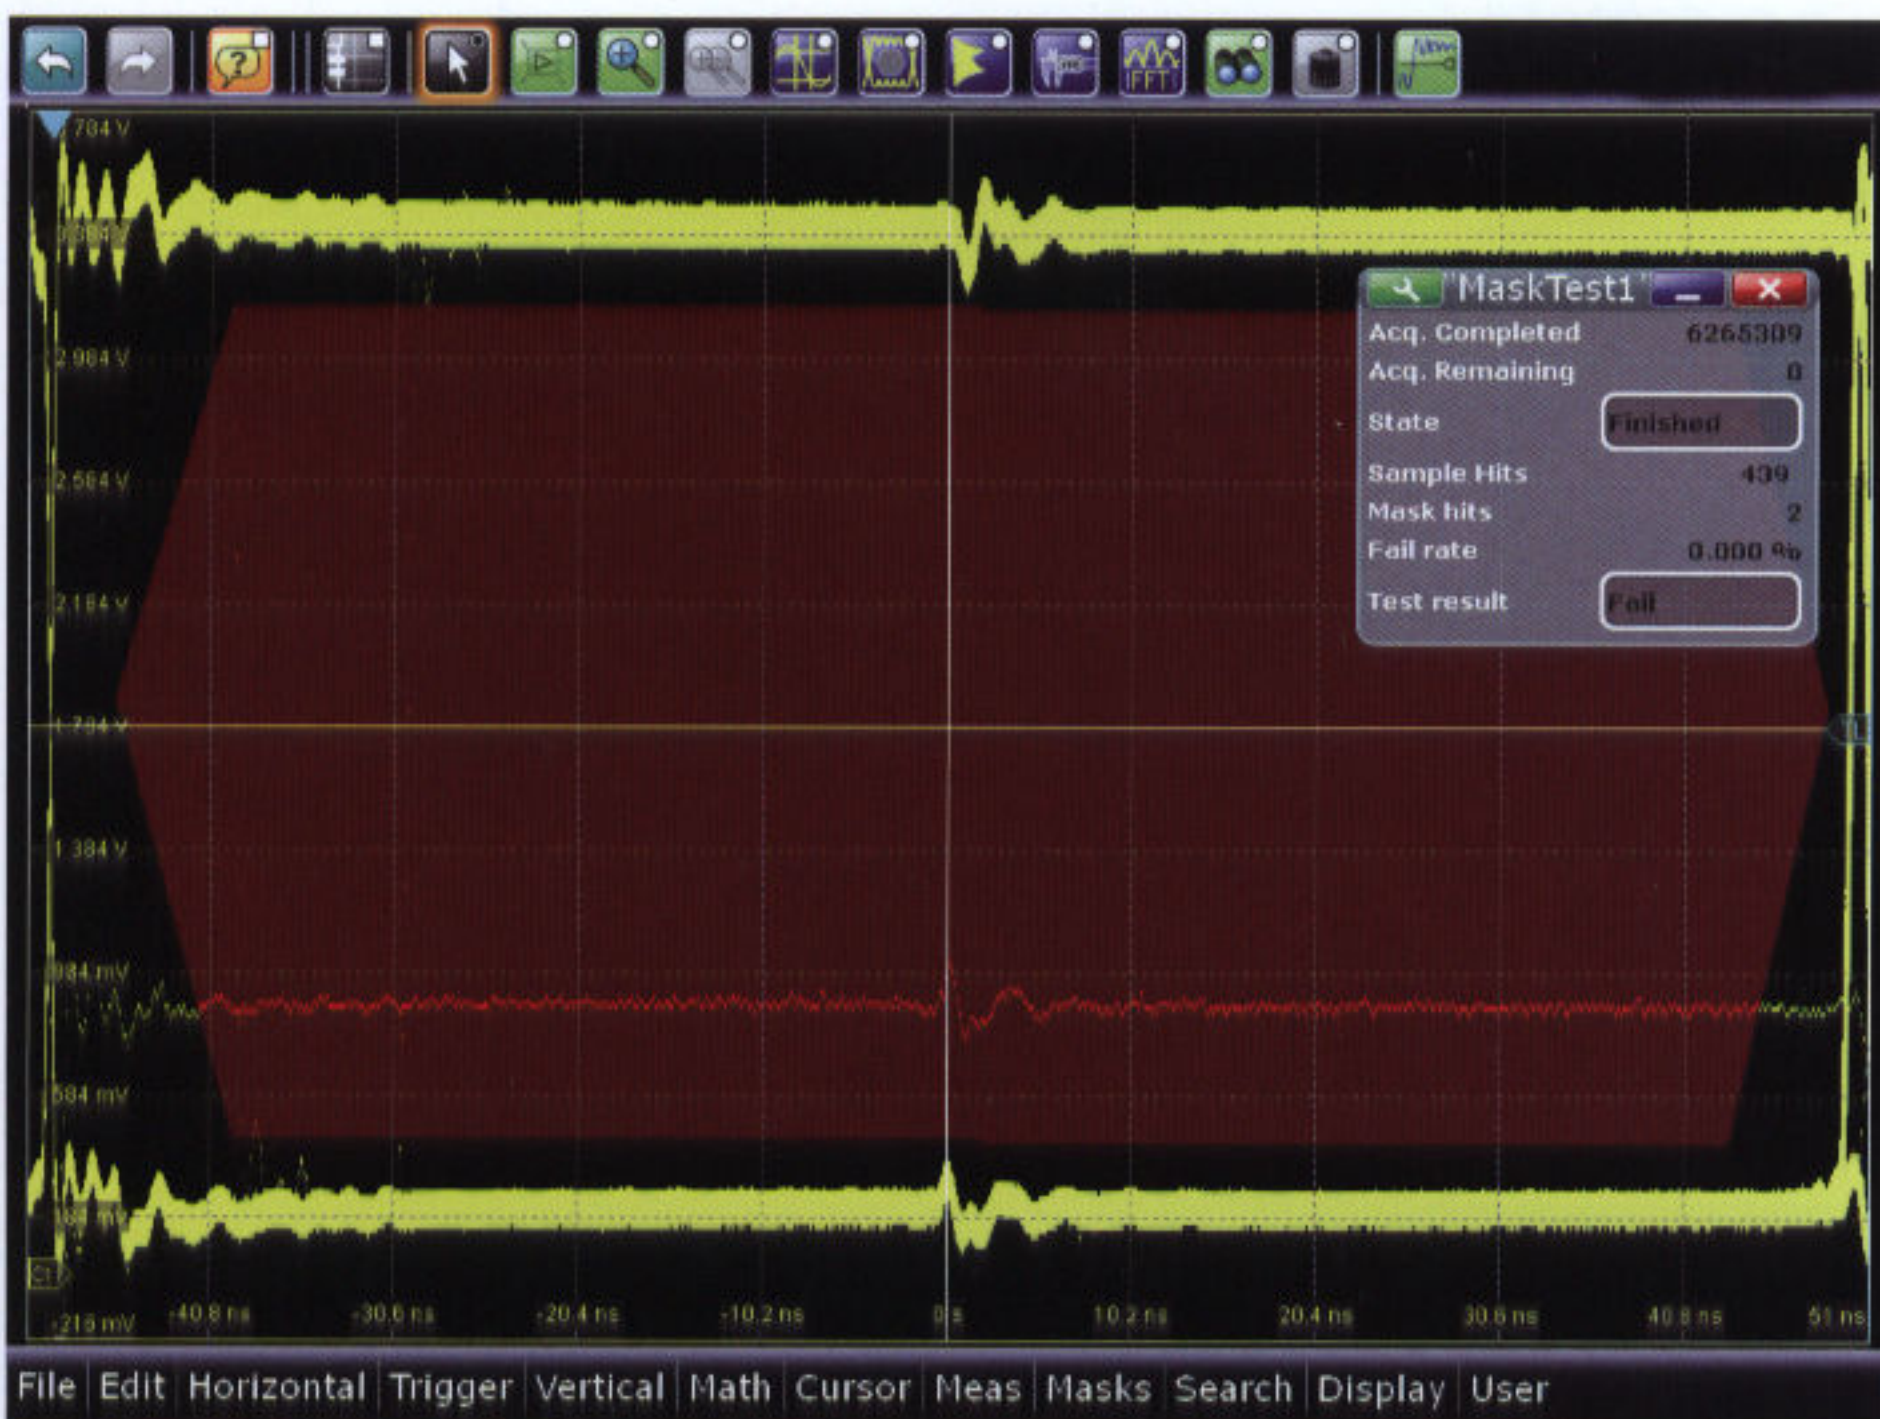 ?
FFT
.784 V
"MaskTest1"
Acq. Completed 6265309
Acq. Remaining 0
2.984 V
State Finished
2.584 V
Sample Hits 439
Mask hits 2
Fail rate 0.000 %
2.184 V
Test result Fail
1.784 V
1.384 V
984 mV
584 mV
C1
-216 mV
-40.8 ns -30.6 ns -20.4 ns -10.2 ns 0 s 10.2 ns 20.4 ns 30.6 ns 40.8 ns 51 ns
File Edit Horizontal Trigger Vertical Math Cursor Meas Masks Search Display User